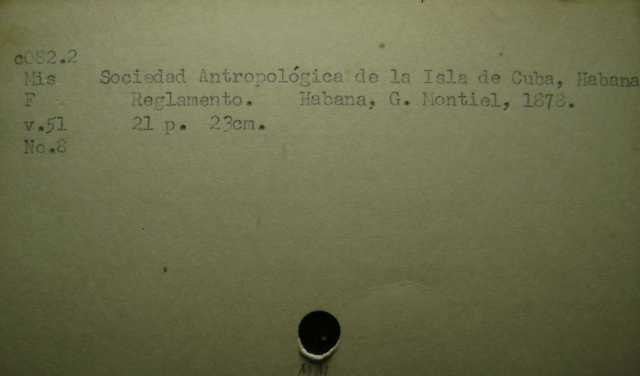 c082.2
Mis Sociedad Antropológica de la Isla de Cuba, Habana
F Reglamento. Habana, G. Montiel, 1878.
v.51 21 p. 23cm.
No.8